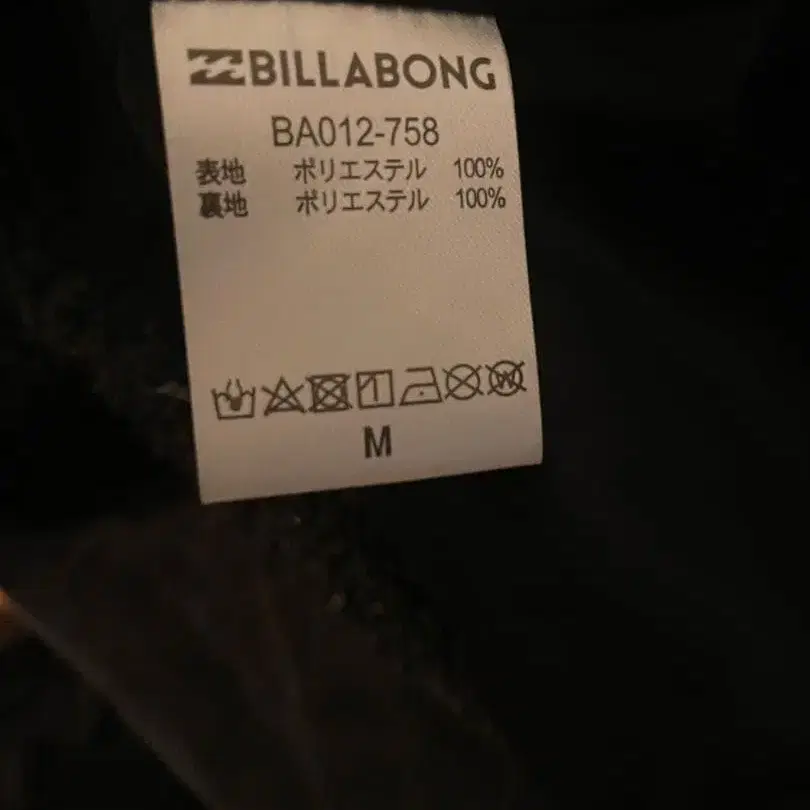 BILLABONG
BA012-758
表地 ポリエステル 100%
裏地 ポリエステル 100%
W
M